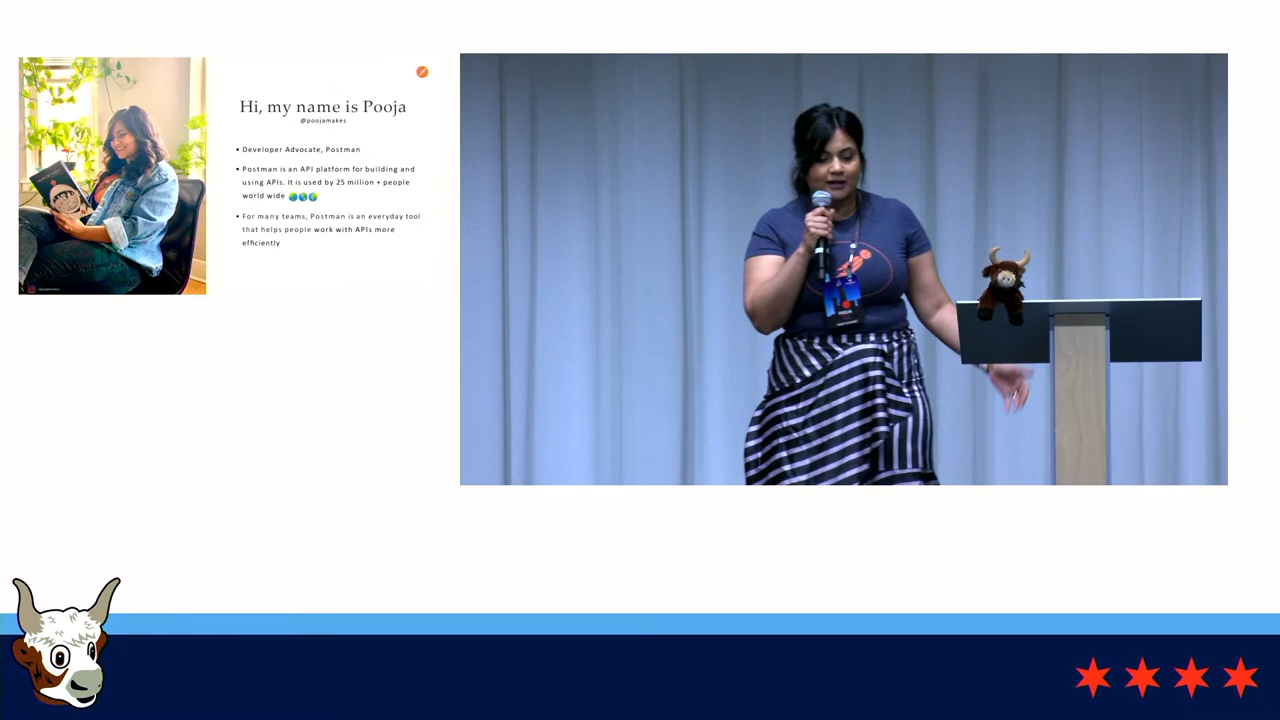 Hi, my name is Pooja
@poojamakes
• Developer Advocate, Postman
• Postman is an API platform for building and
using APIs. It is used by 25 million + people
world wide
• For many teams, Postman is an everyday tool
that helps people work with APIs more
efficiently
POOJA